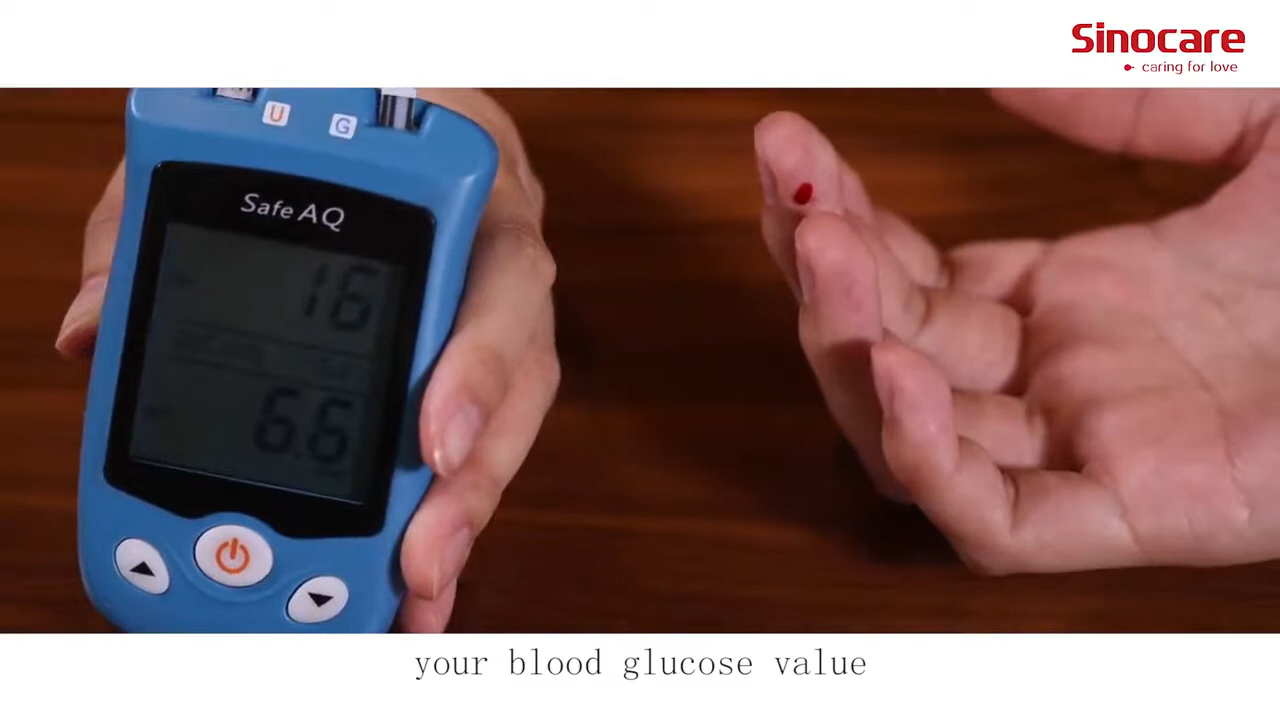 Sinocare
caring for love
U G
Safe AQ
16
6.6
your blood glucose value